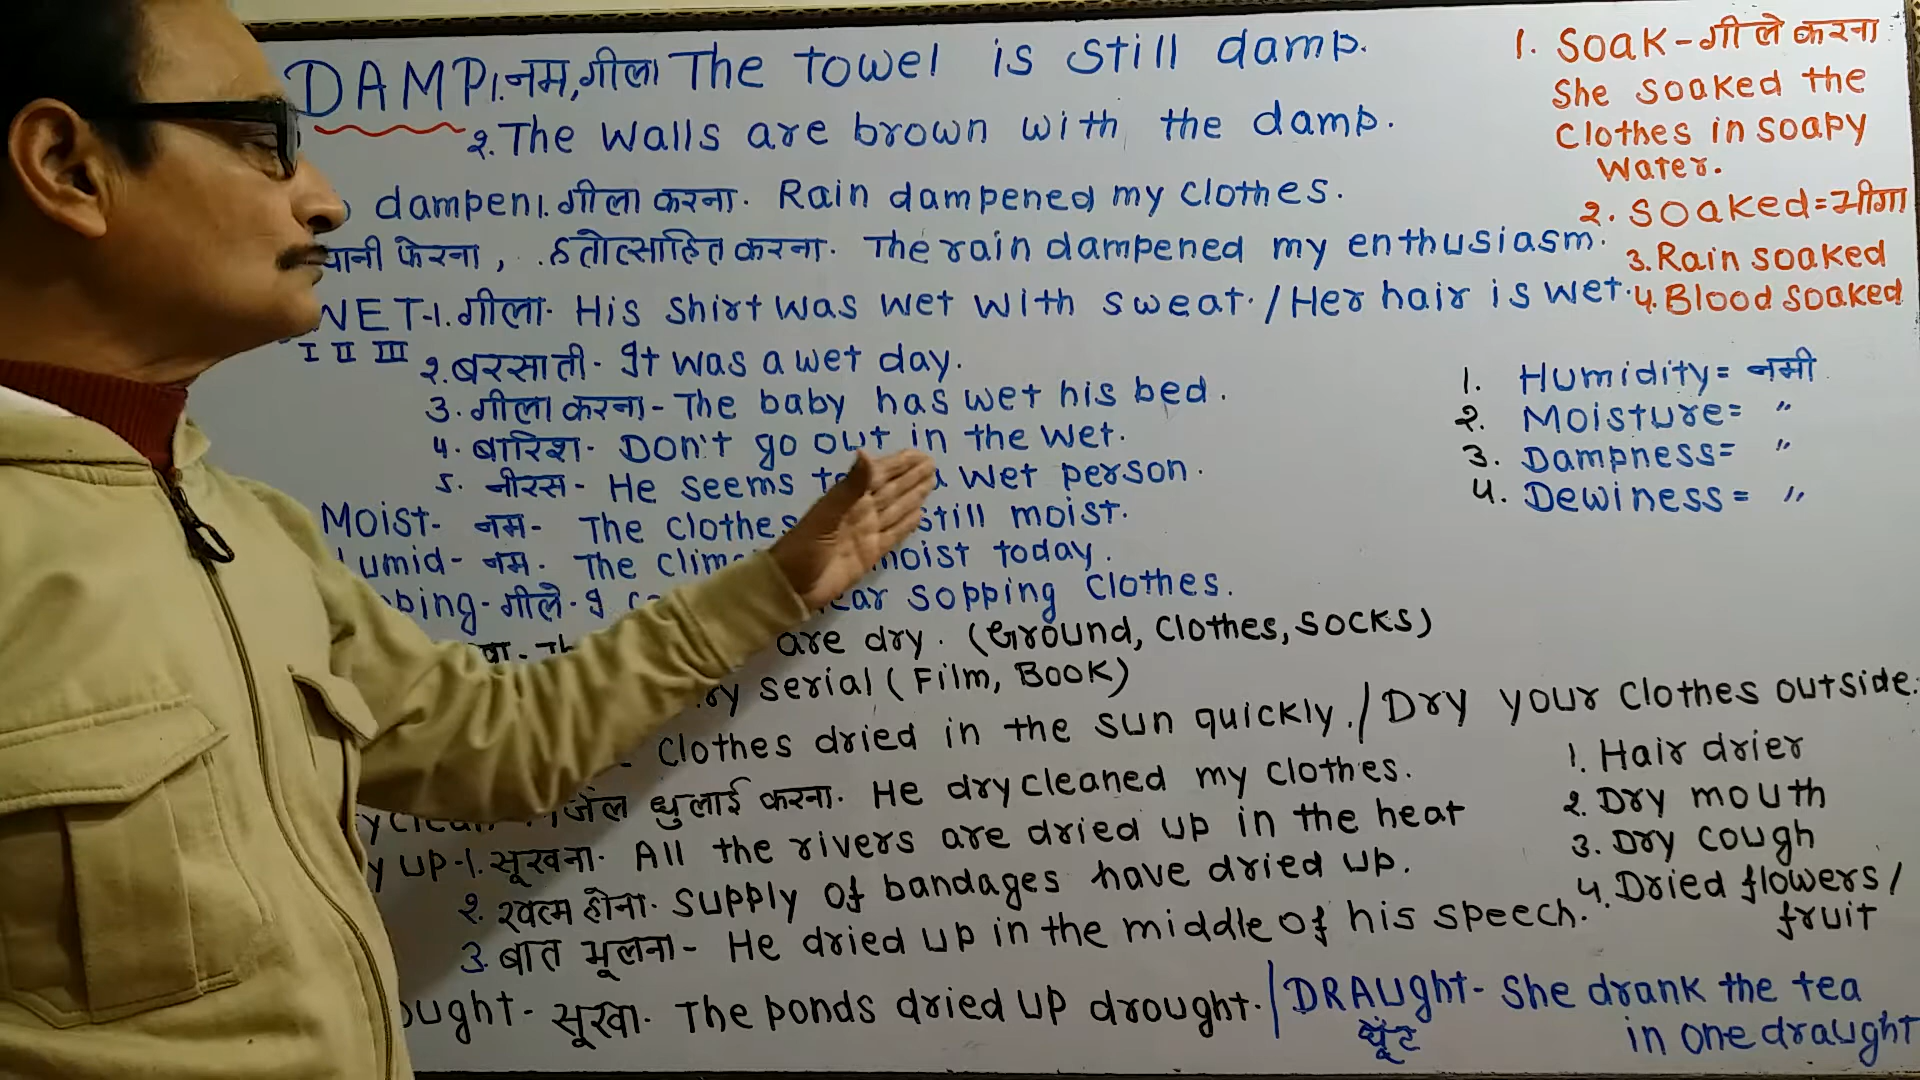 DAMP 1. नम, गीला The towel is still damp.
2. The walls are brown with the damp.
dampen 1. गीला करना. Rain dampened my clothes.
पानी फेरना, हतोत्साहित करना. The rain dampened my enthusiasm.
WET-1. गीला. His shirt was wet with sweat. / Her hair is wet.
I II III
2. बरसाती - It was a wet day.
3. गीला करना - The baby has wet his bed.
4. बारिश - Don't go out in the wet.
5. नीरस - He seems to a wet person.
Moist - नम - The clothes still moist.
umid - नम. The clim moist today.
pping - गीले - I ear sopping clothes.
are dry. (Ground, Clothes, socks)
ry serial (Film, Book)
clothes dried in the sun quickly. / Dry your clothes outside.
धुलाई करना. He drycleaned my clothes.
y up-1. सूखना. All the rivers are dried up in the heat
2. खत्म होना. supply of bandages have dried up.
3. बात भूलना - He dried up in the middle of his speech.
ought - सूखा. The ponds dried up drought. / DRAUght - She drank the tea
घूंट in one draught
1. Soak - गीले करना
She soaked the
Clothes in soapy
Water.
2. Soaked = भीगा
3. Rain soaked
4. Blood soaked
1. Humidity = नमी
2. Moisture = "
3. Dampness = "
4. Dewiness = "
1. Hair drier
2. Dry mouth
3. Dry cough
4. Dried flowers /
fruit